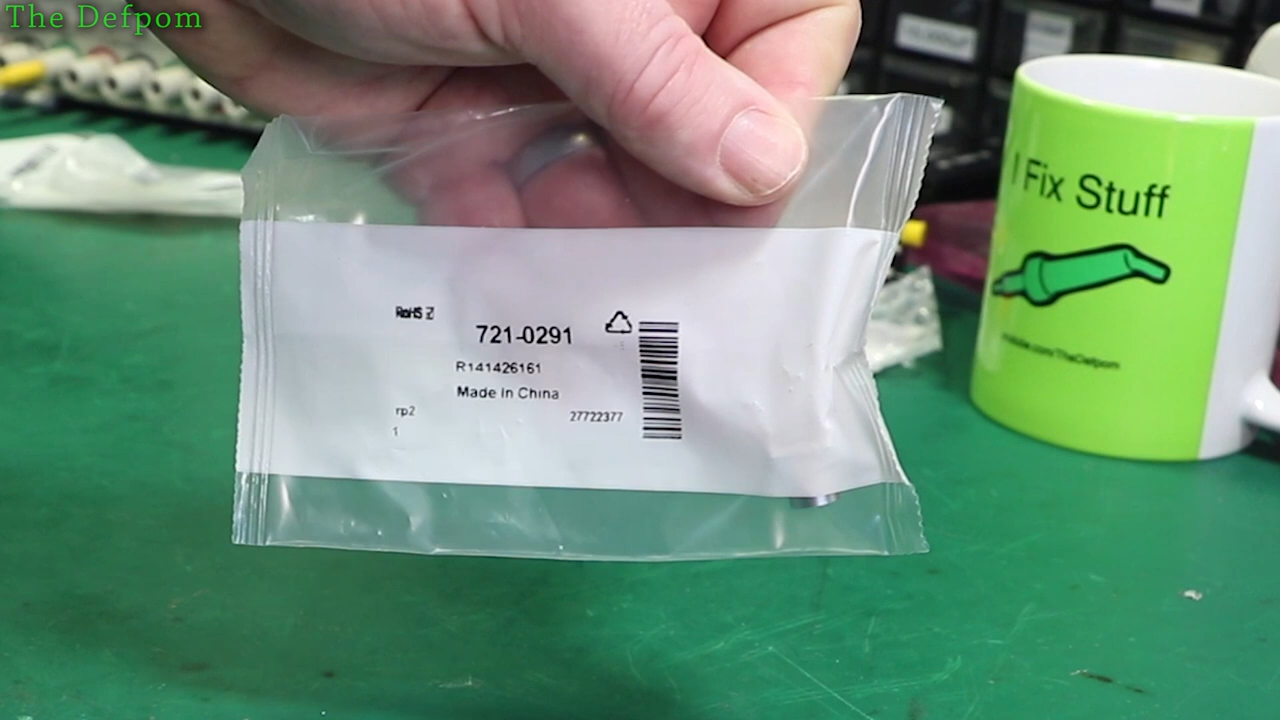 The Defpom
I Fix Stuff
RoHS
721-0291
R141426161
Made in China
rp2
27722377
1